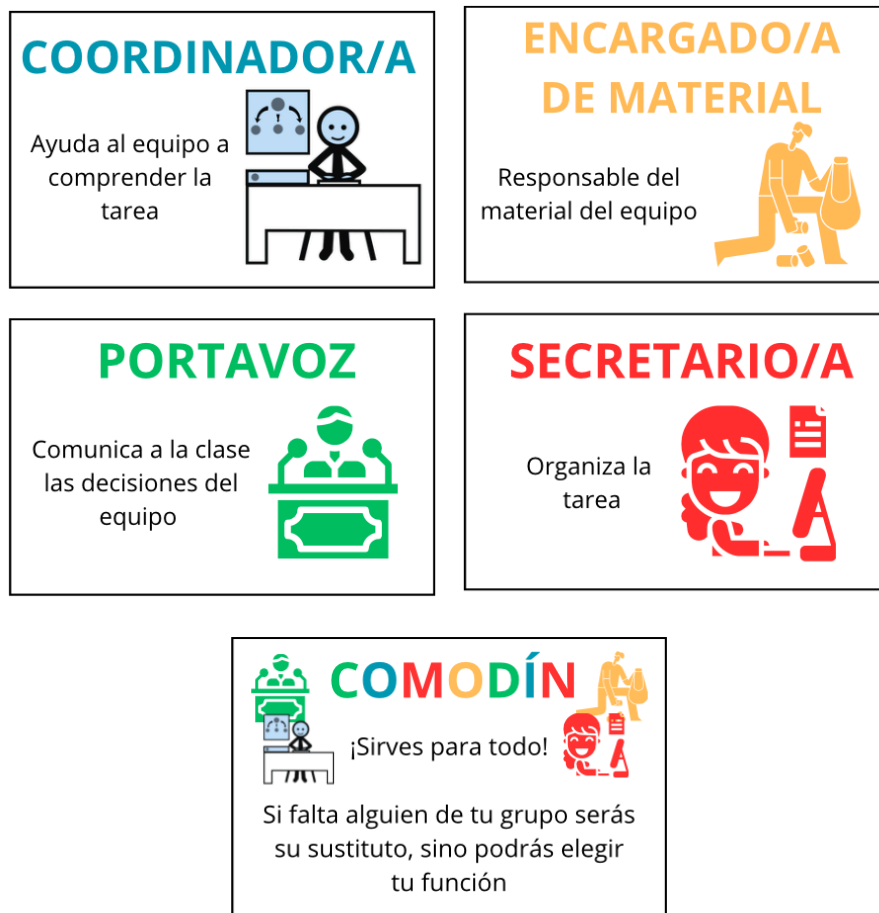 COORDINADOR/A
Ayuda al equipo a
comprender la
tarea
ENCARGADO/A
DE MATERIAL
Responsable del
material del equipo
PORTAVOZ
Comunica a la clase
las decisiones del
equipo
SECRETARIO/A
Organiza la
tarea
COMODÍN
¡Sirves para todo!
Si falta alguien de tu grupo serás
su sustituto, sino podrás elegir
tu función